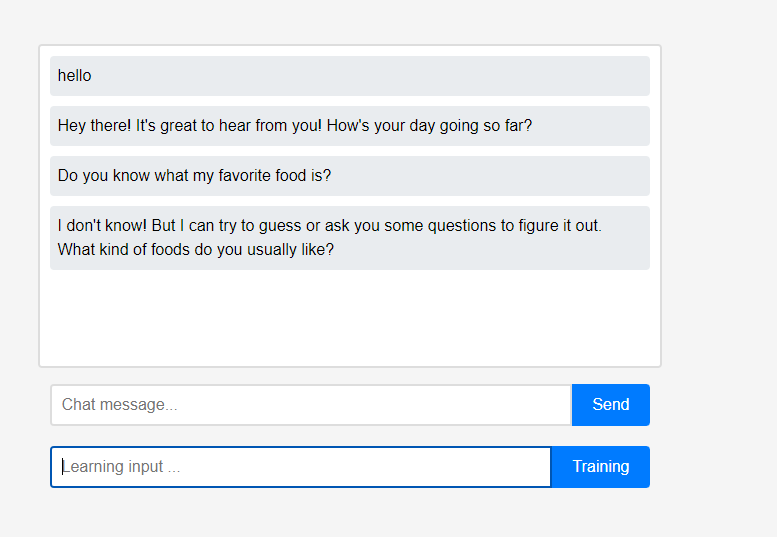 hello
Hey there! It's great to hear from you! How's your day going so far?
Do you know what my favorite food is?
I don't know! But I can try to guess or ask you some questions to figure it out.
What kind of foods do you usually like?
Chat message...
Send
Learning input ...
Training